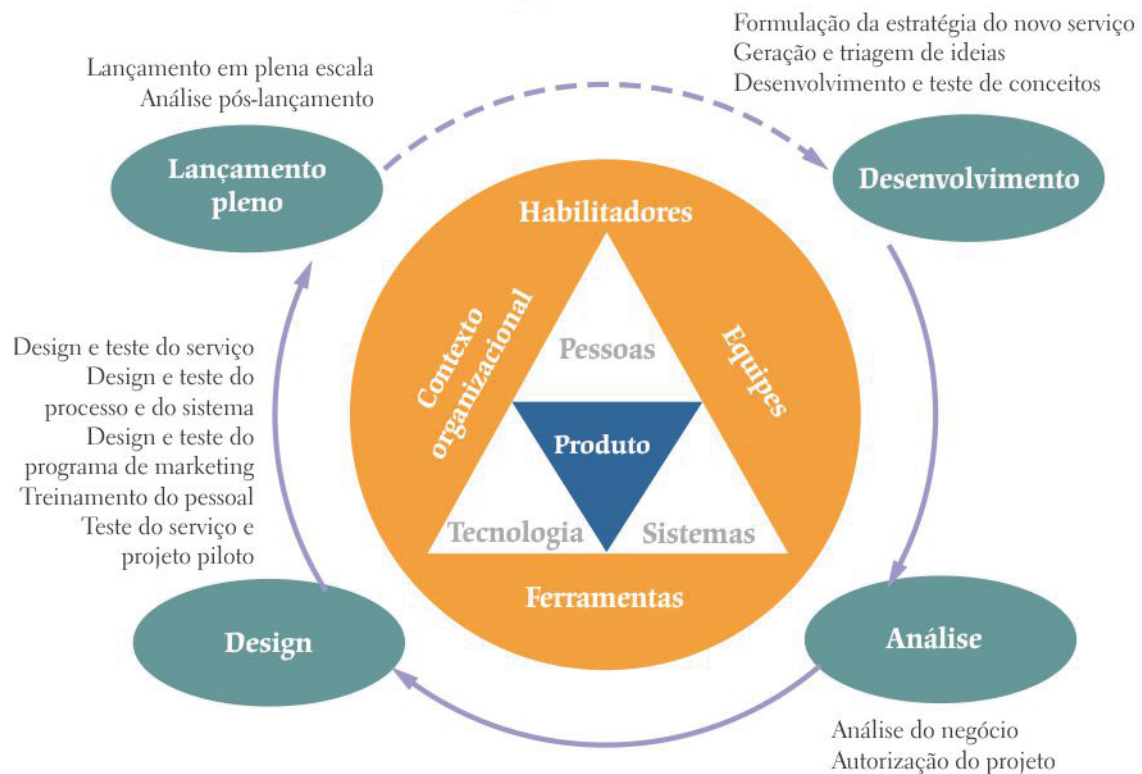 Formulação da estratégia do novo serviço
Geração e triagem de ideias
Desenvolvimento e teste de conceitos
Lançamento em plena escala
Análise pós-lançamento
Lançamento
pleno
Desenvolvimento
Habilitadores
Contexto
organizacional
Equipes
Pessoas
Produto
Tecnologia
Sistemas
Ferramentas
Design e teste do serviço
Design e teste do
processo e do sistema
Design e teste do
programa de marketing
Treinamento do pessoal
Teste do serviço e
projeto piloto
Design
Análise
Análise do negócio
Autorização do projeto